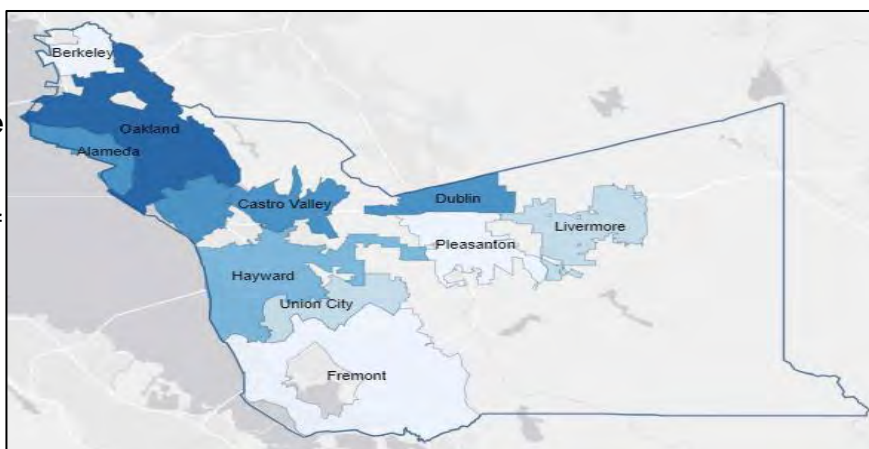 Berkeley
Oakland
Alameda
Castro Valley
Dublin
Livermore
Pleasanton
Hayward
Union City
Fremont